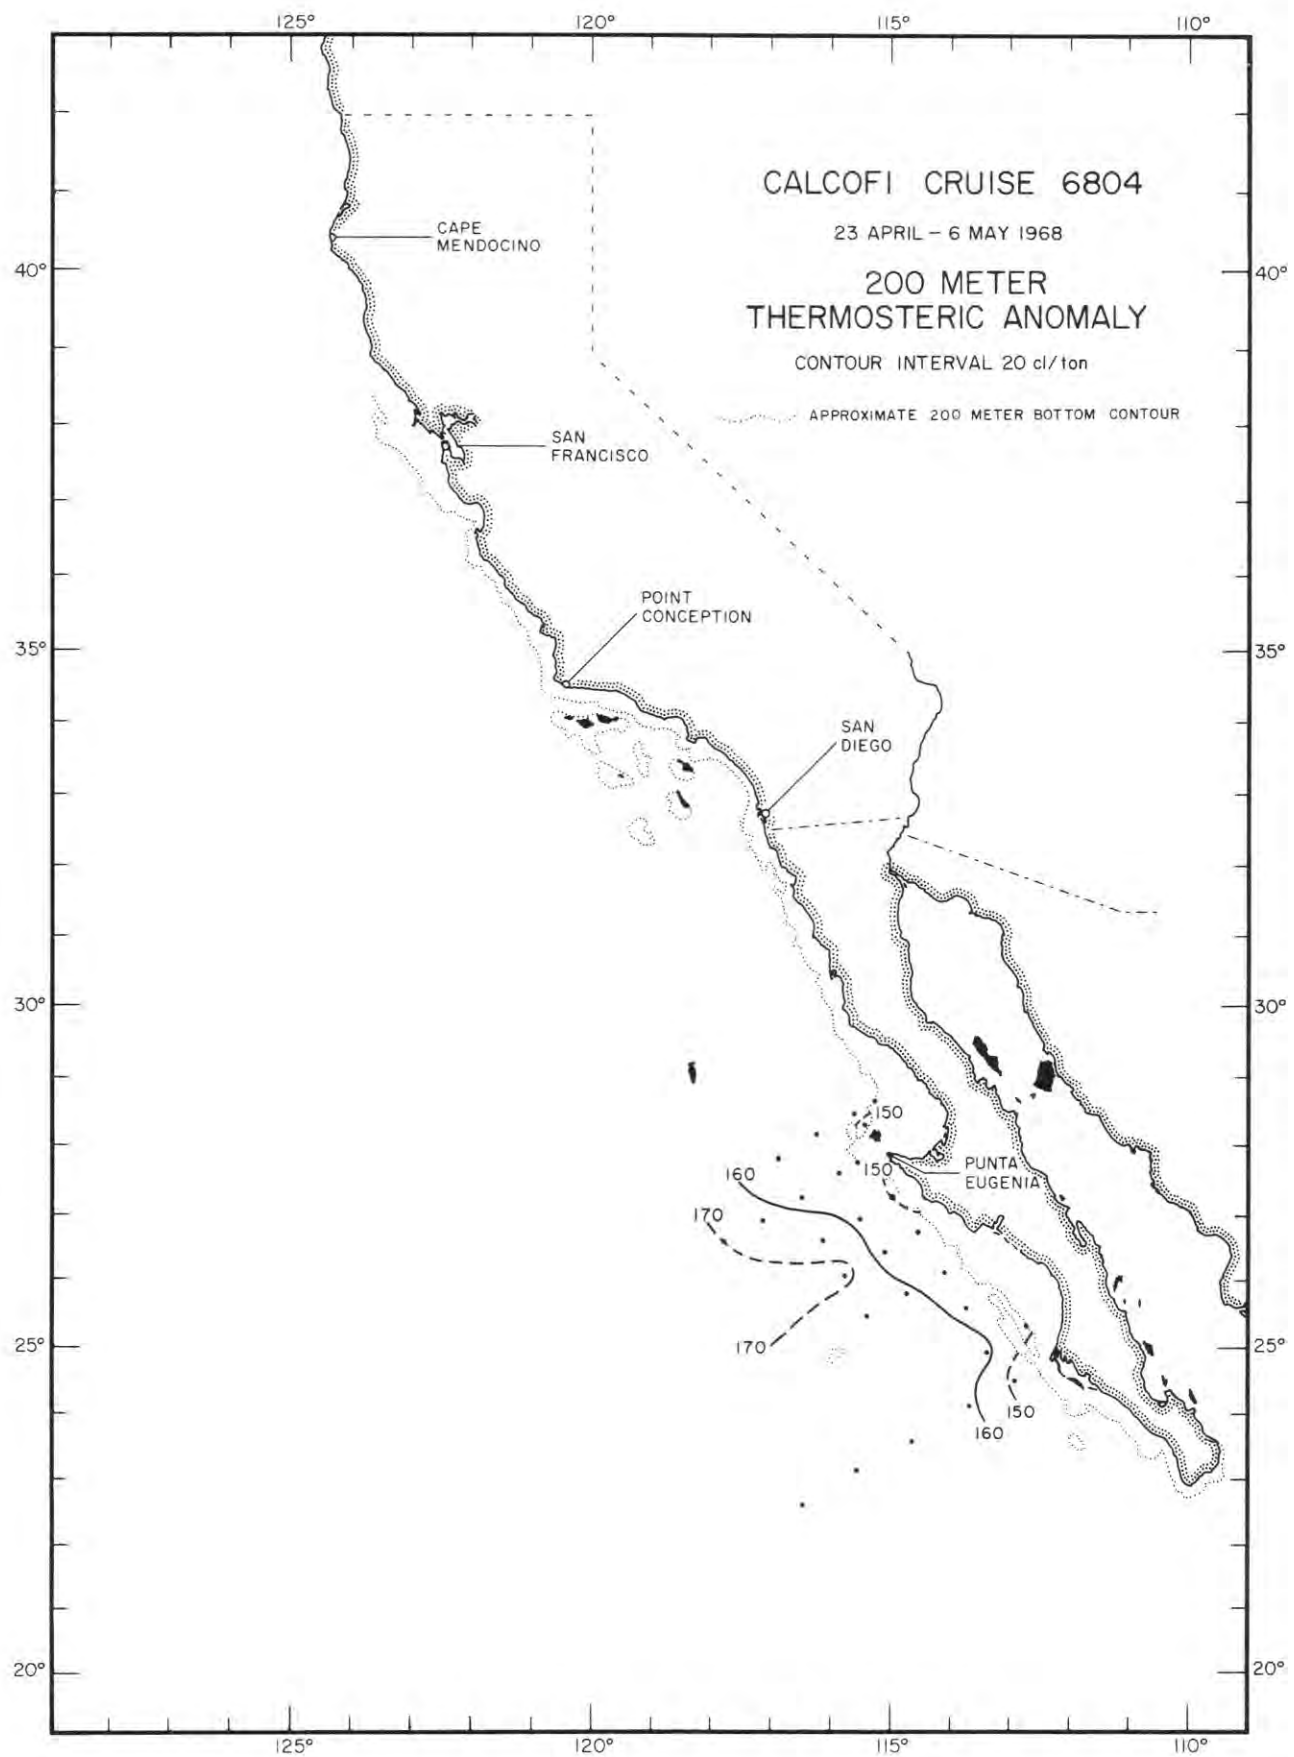 125°
120°
115°
110°
CALCOFI CRUISE 6804
23 APRIL – 6 MAY 1968
CAPE
MENDOCINO
40°
40°
200 METER
THERMOSTERIC ANOMALY
CONTOUR INTERVAL 20 cl/ton
APPROXIMATE 200 METER BOTTOM CONTOUR
SAN
FRANCISCO
POINT
CONCEPTION
35°
35°
SAN
DIEGO
30°
30°
150
150
PUNTA
EUGENIA
160
170
170
25°
25°
150
160
20°
20°
125°
120°
115°
110°